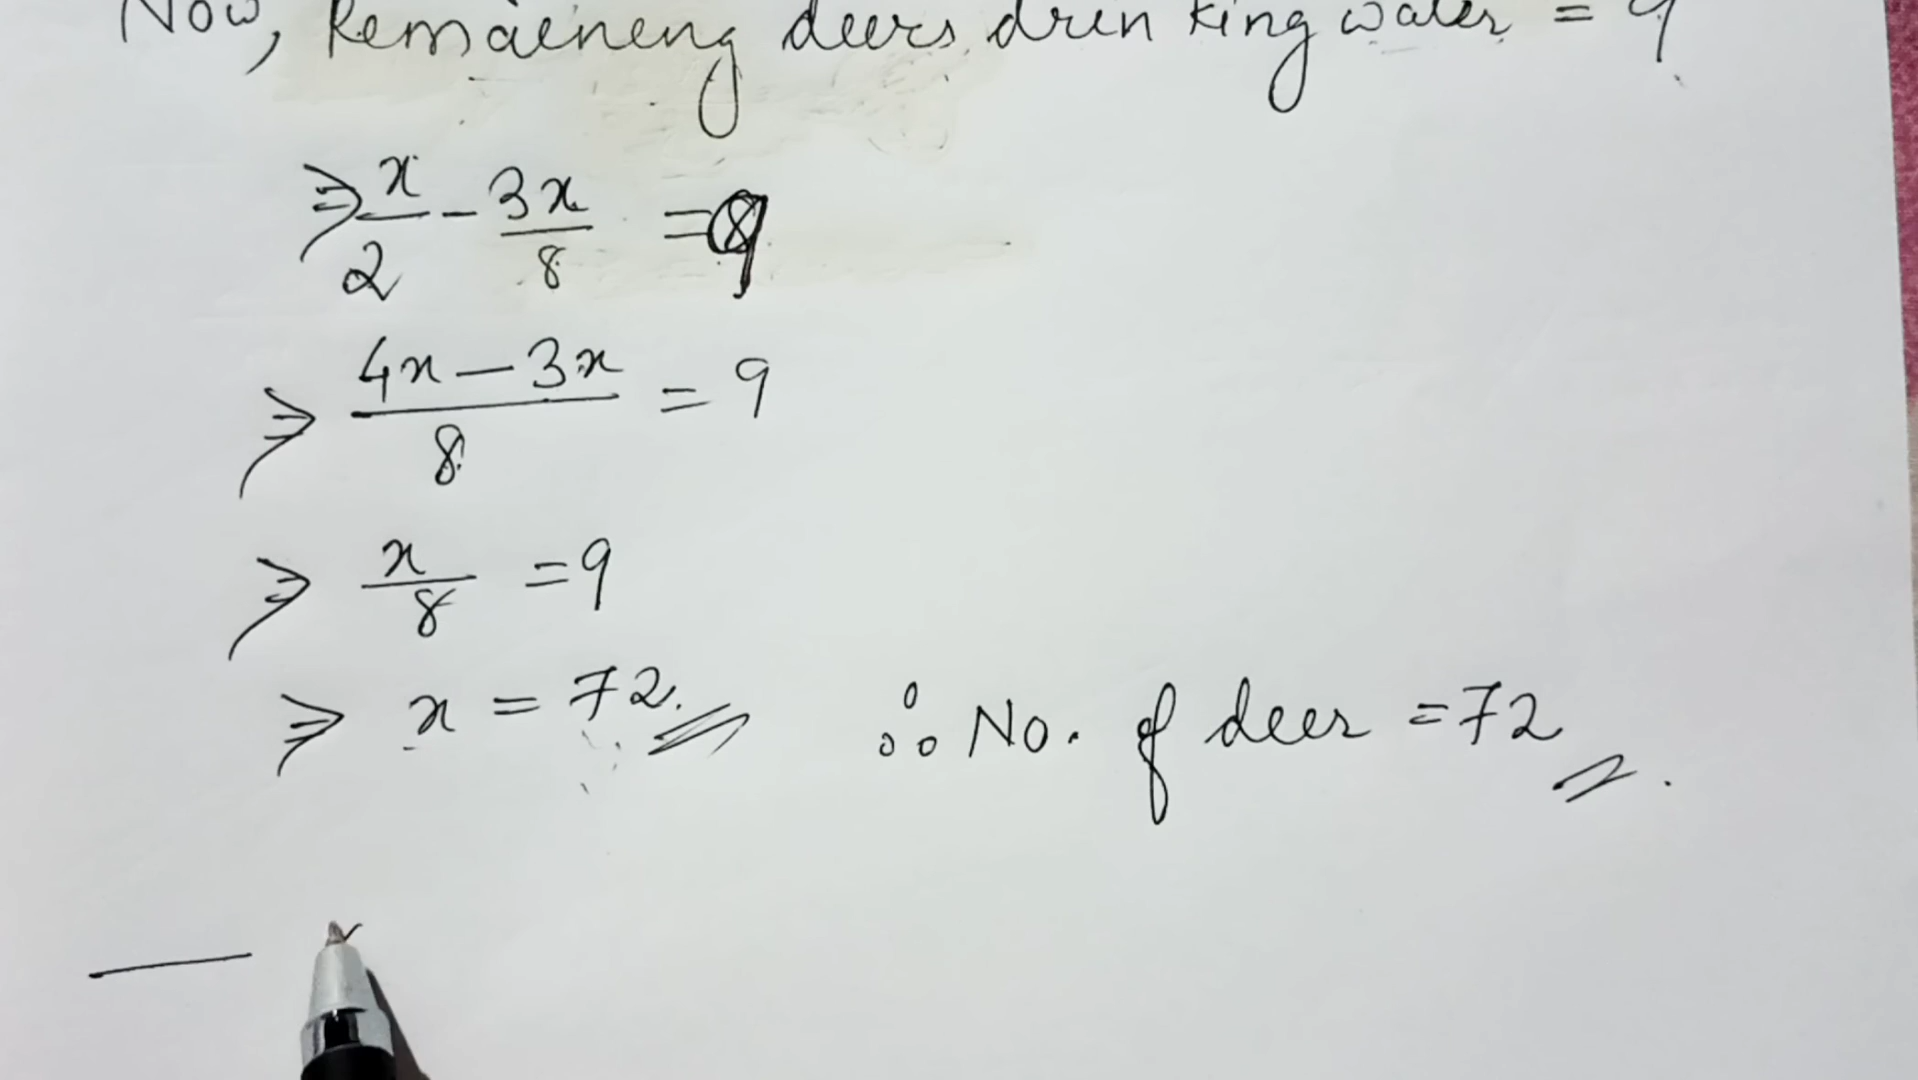 Now, Remaineneng deers drinking water = 9
⇒ x/2 - 3x/8 = 9
⇒ (4x - 3x)/8 = 9
⇒ x/8 = 9
⇒ x = 72. ∴ No. of deer = 72.